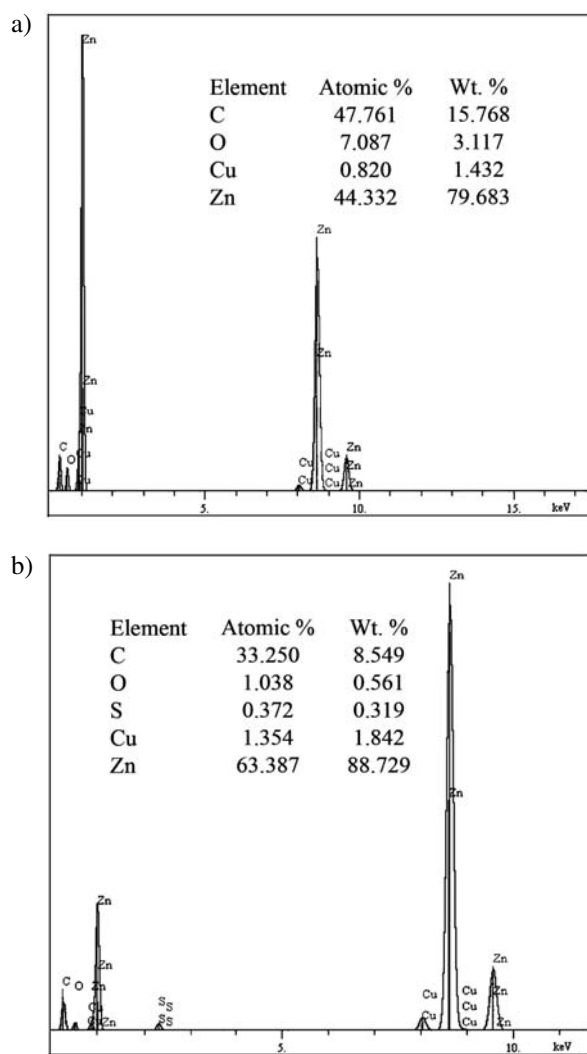 a)
Zn
Element Atomic % Wt. %
C 47.761 15.768
O 7.087 3.117
Cu 0.820 1.432
Zn 44.332 79.683
Zn
Zn
Zn
Cu
Zn
Cu
Cu
C
O
Cu
Cu
Cu
Cu
Cu
Zn
Zn
Zn
5. 10. 15. keV
b)
Zn
Element Atomic % Wt. %
C 33.250 8.549
O 1.038 0.561
S 0.372 0.319
Cu 1.354 1.842
Zn 63.387 88.729
Zn
Zn
Zn
Zn
Zn
C
O
S S
S S
Cu
Cu
Cu
Cu
Cu
Zn
Zn
Zn
5. 10. keV